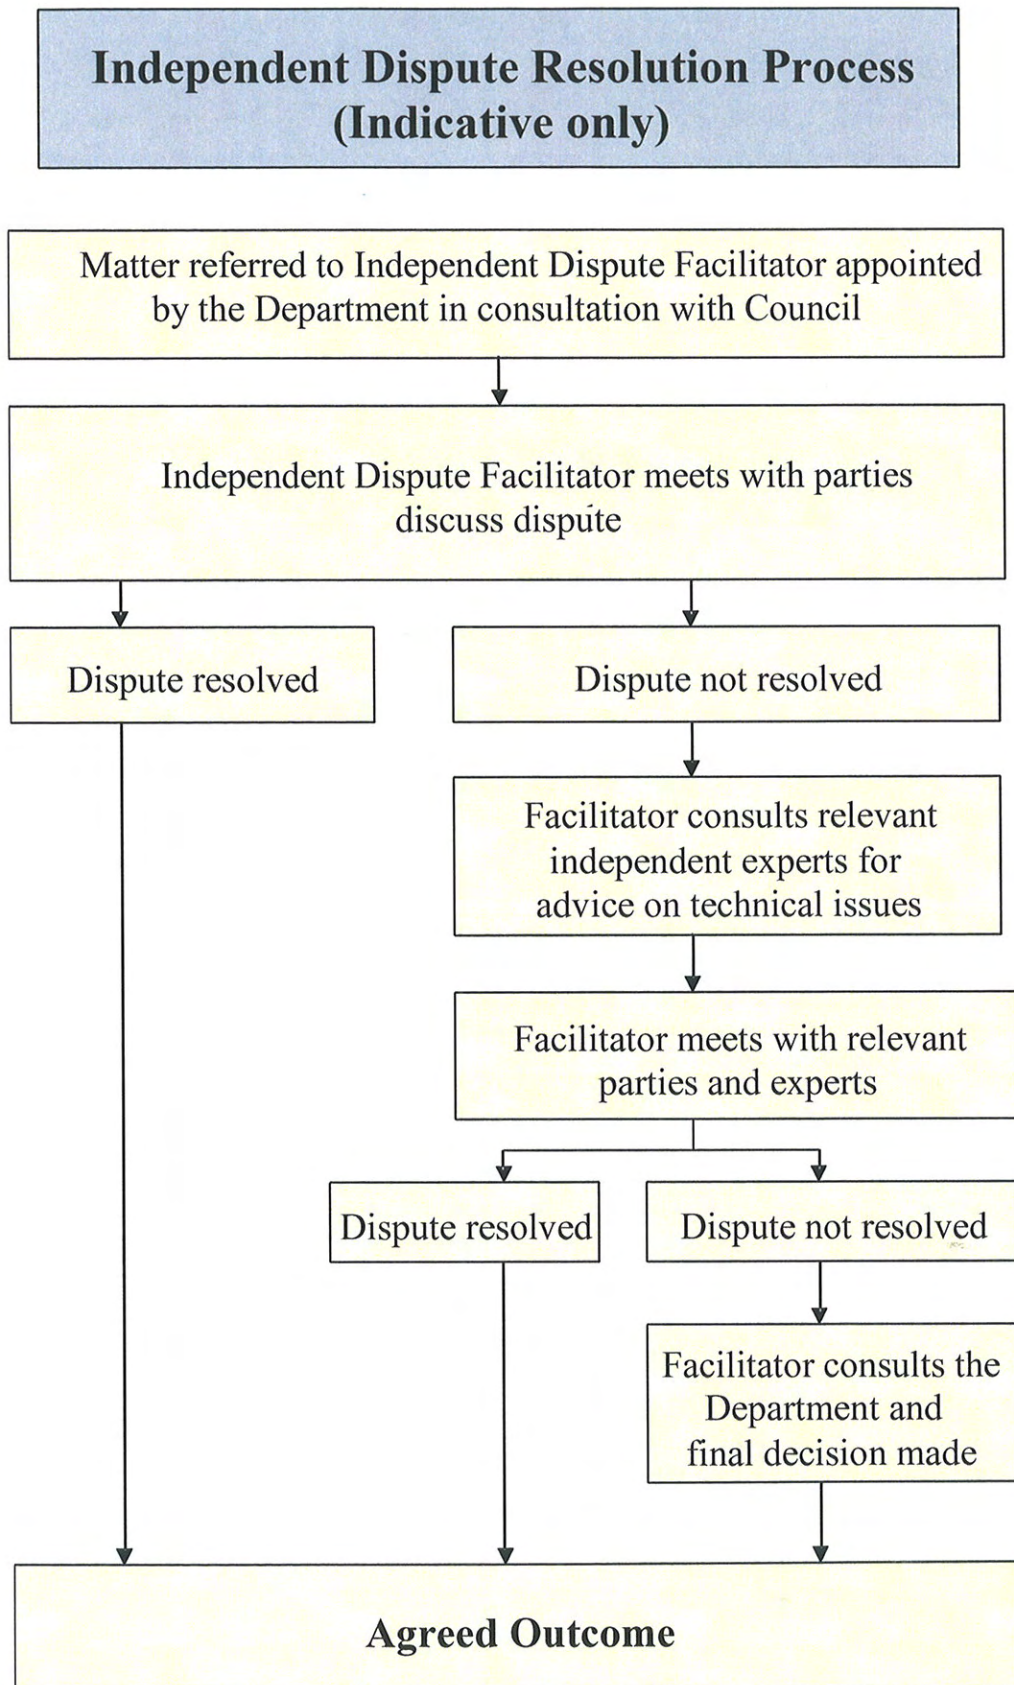 Independent Dispute Resolution Process
(Indicative only)
Matter referred to Independent Dispute Facilitator appointed
by the Department in consultation with Council
Independent Dispute Facilitator meets with parties
discuss dispute
Dispute resolved
Dispute not resolved
Facilitator consults relevant
independent experts for
advice on technical issues
Facilitator meets with relevant
parties and experts
Dispute resolved
Dispute not resolved
Facilitator consults the
Department and
final decision made
Agreed Outcome